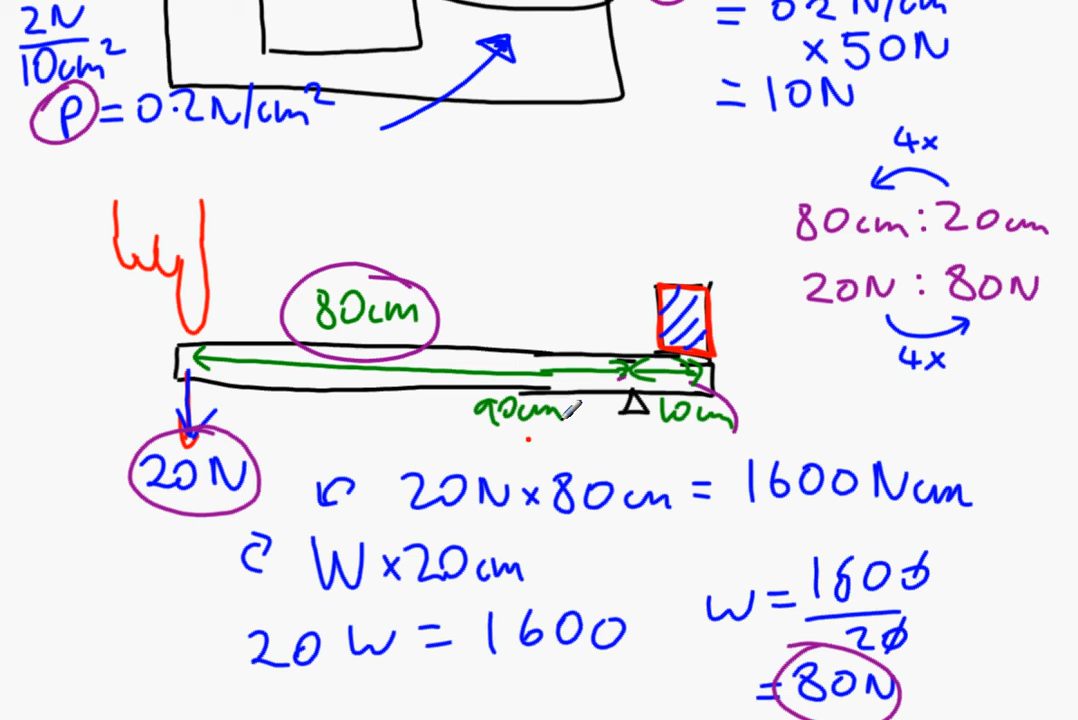 2N
10cm²
P = 0.2N/cm²
= 0.2 N/cm
x 50N
= 10N
4x
80cm : 20cm
20N : 80N
4x
80cm
90cm
10cm
20N
20N x 80cm = 1600Ncm
W x 20cm
20W = 1600
W = 1600
20
= 80N